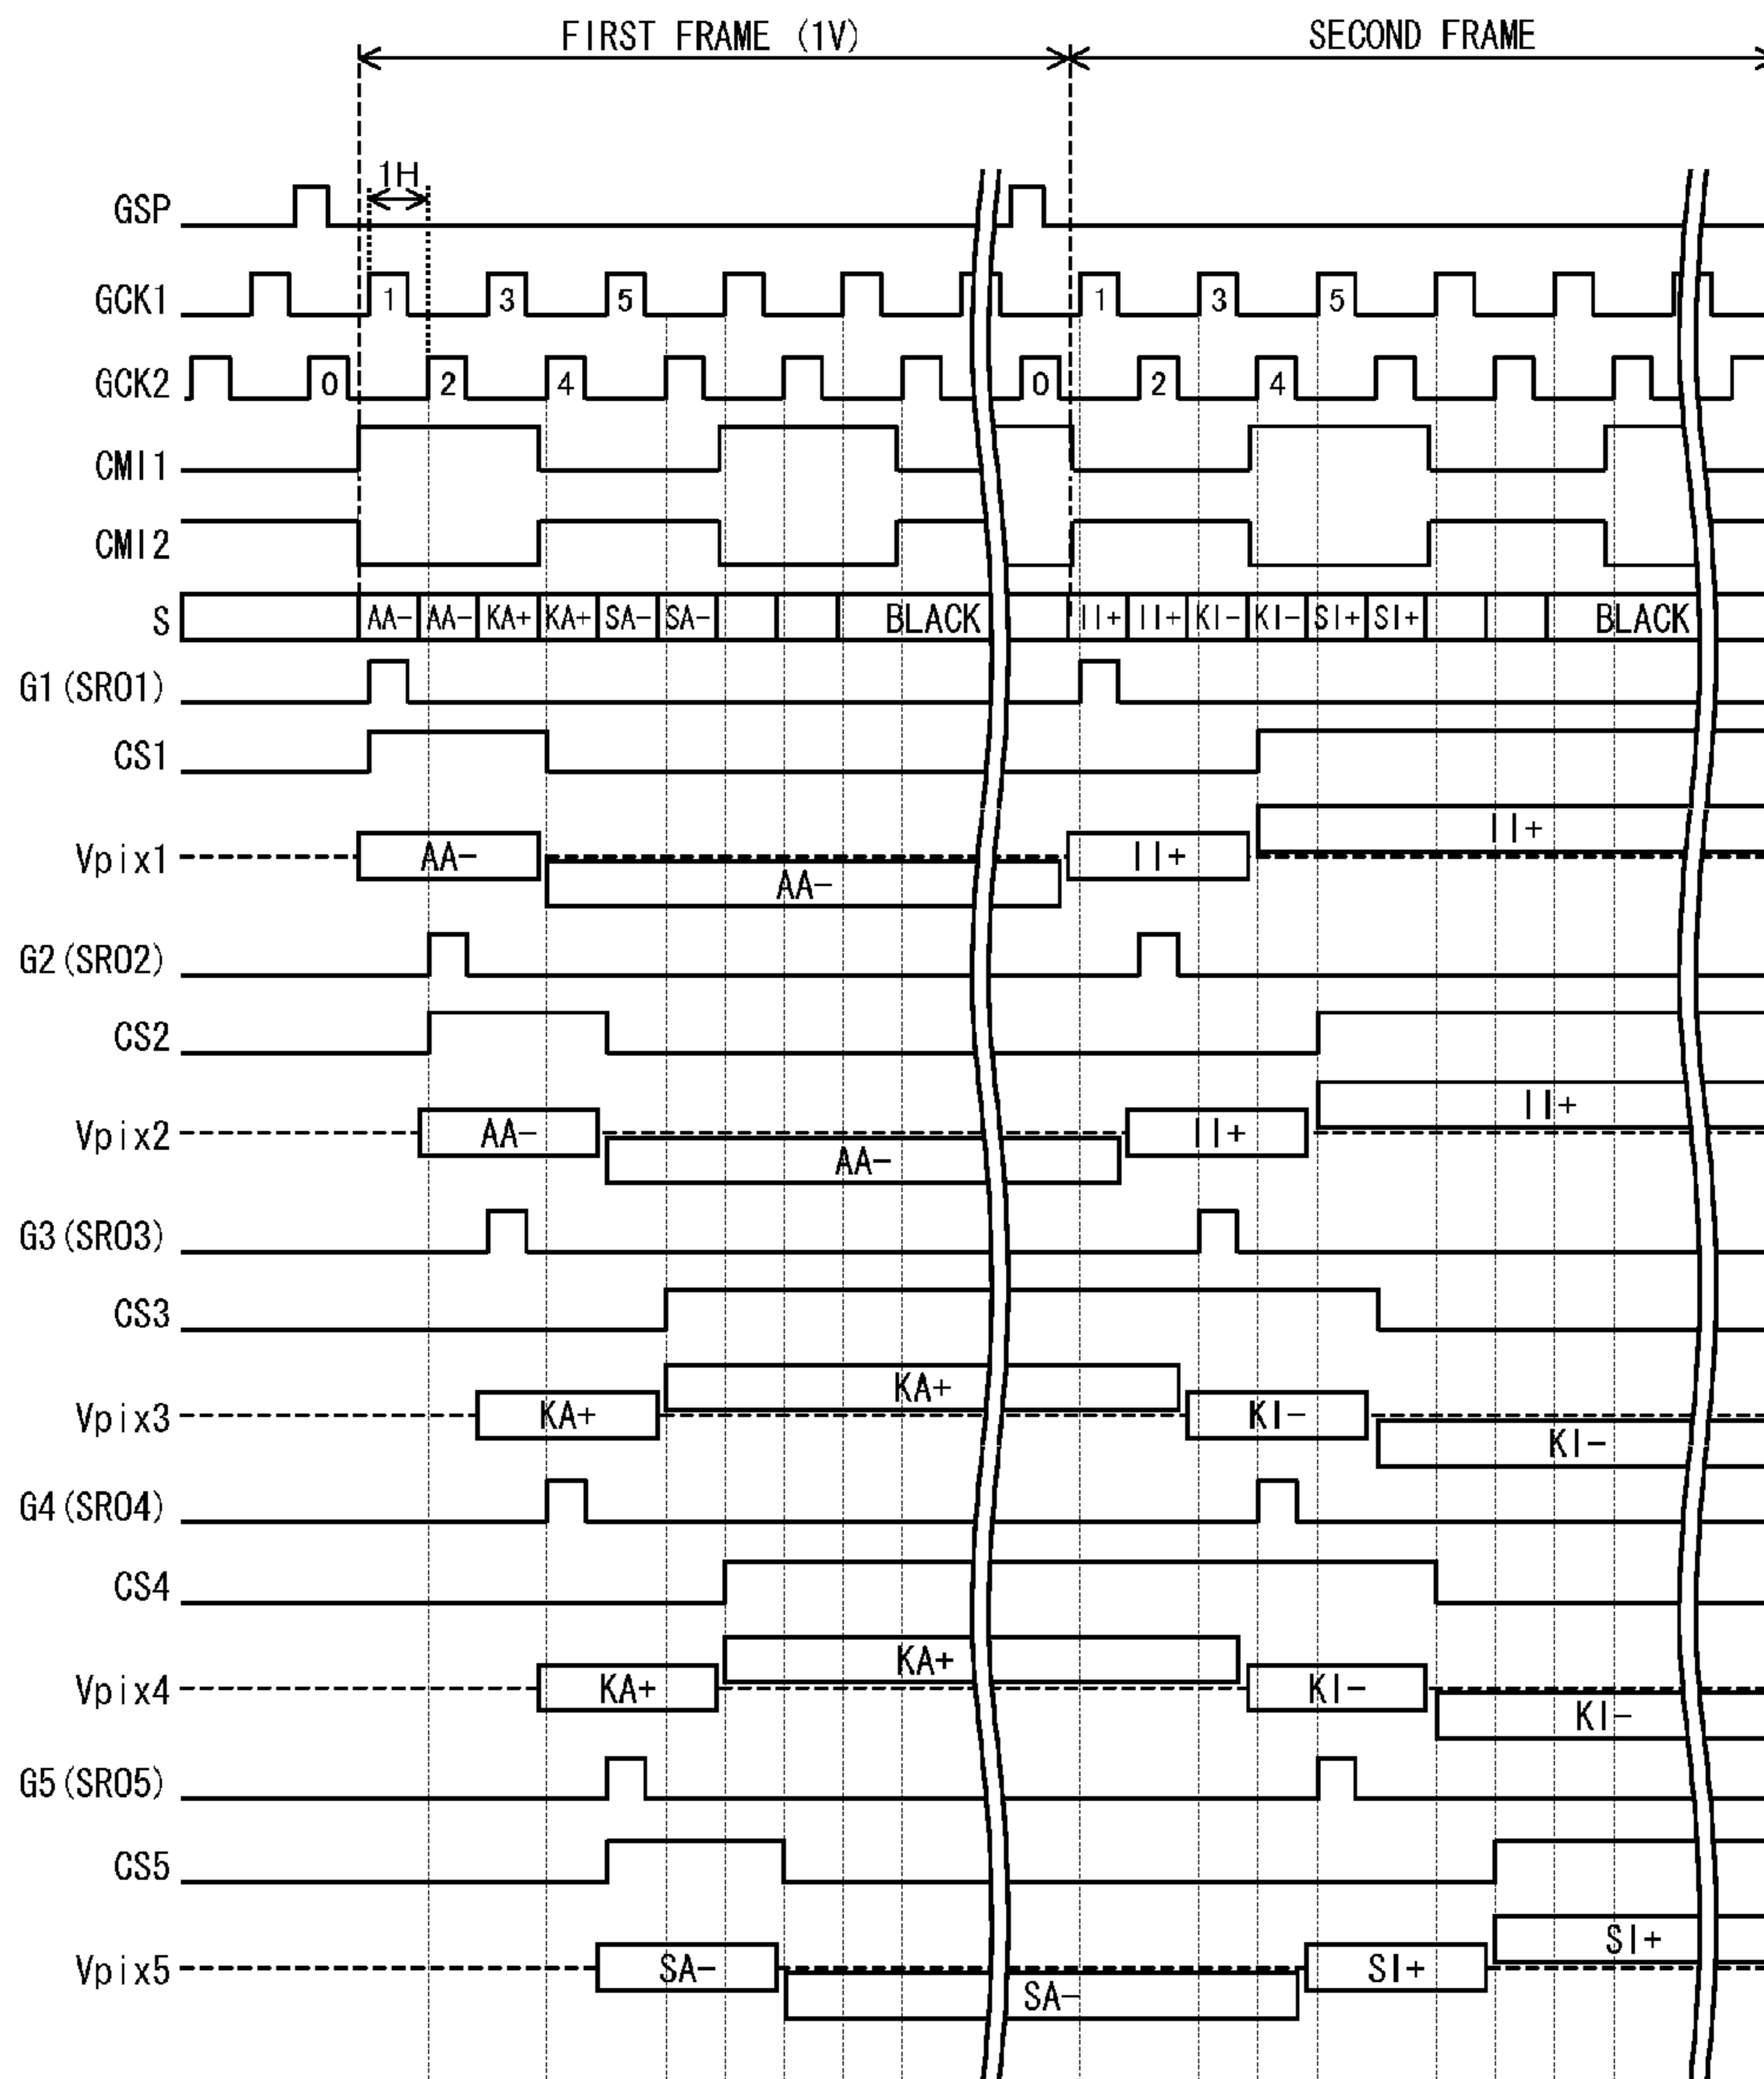 FIRST FRAME (1V) SECOND FRAME
1H
GSP
GCK1 1 3 5 1 3 5
GCK2 0 2 4 0 2 4
CMI1
CMI2
S AA- AA- KA+ KA+ SA- SA- BLACK II+ II+ KI- KI- SI+ SI+ BLACK
G1(SRO1)
CS1
II+
Vpix1 AA- II+
AA-
G2(SRO2)
CS2
II+
Vpix2 AA- II+
AA-
G3(SRO3)
CS3
KA+
Vpix3 KA+ KI-
KI-
G4(SRO4)
CS4
KA+
Vpix4 KA+ KI-
KI-
G5(SRO5)
CS5
SI+
Vpix5 SA- SI+
SA-